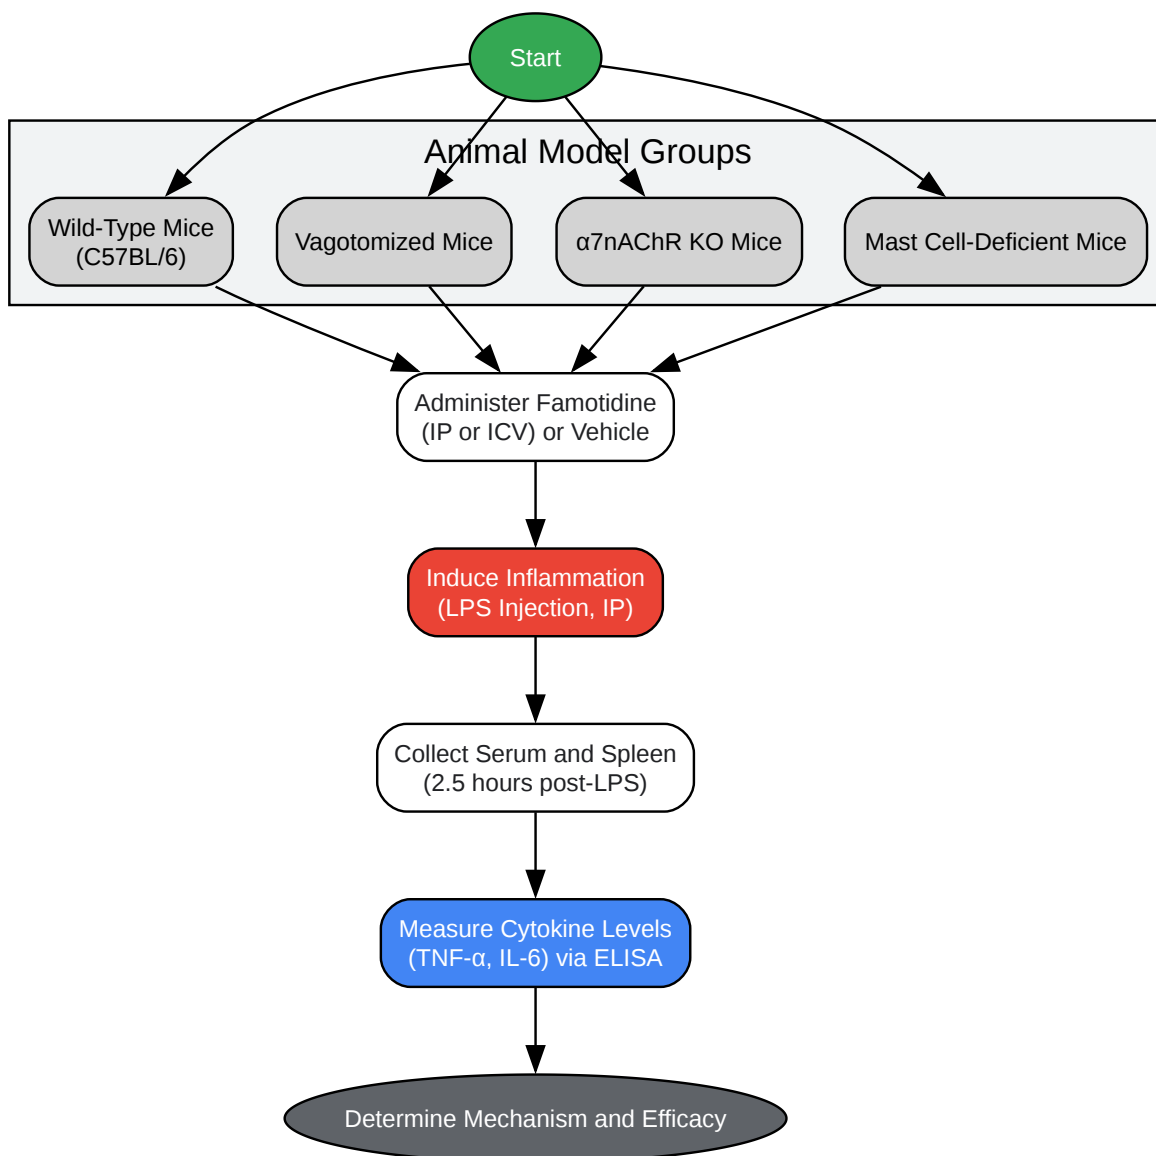 Start
Animal Model Groups
Wild-Type Mice
(C57BL/6)
Vagotomized Mice
α7nAChR KO Mice
Mast Cell-Deficient Mice
Administer Famotidine
(IP or ICV) or Vehicle
Induce Inflammation
(LPS Injection, IP)
Collect Serum and Spleen
(2.5 hours post-LPS)
Measure Cytokine Levels
(TNF-α, IL-6) via ELISA
Determine Mechanism and Efficacy